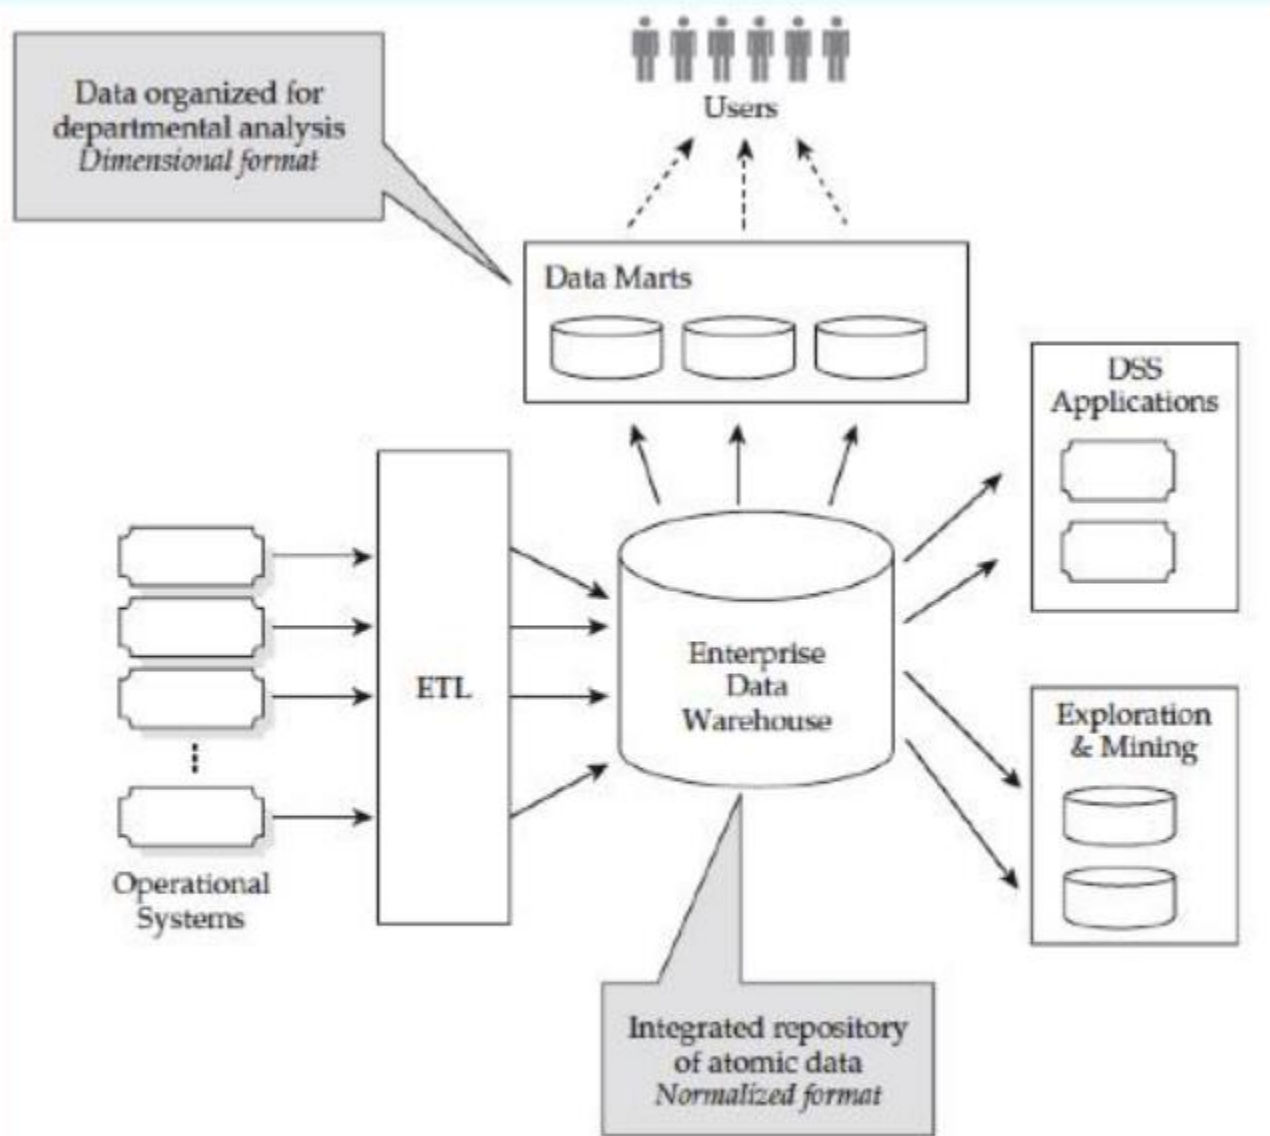 Users
Data organized for
departmental analysis
Dimensional format
Data Marts
DSS
Applications
ETL
Enterprise
Data
Warehouse
Exploration
& Mining
Operational
Systems
Integrated repository
of atomic data
Normalized format